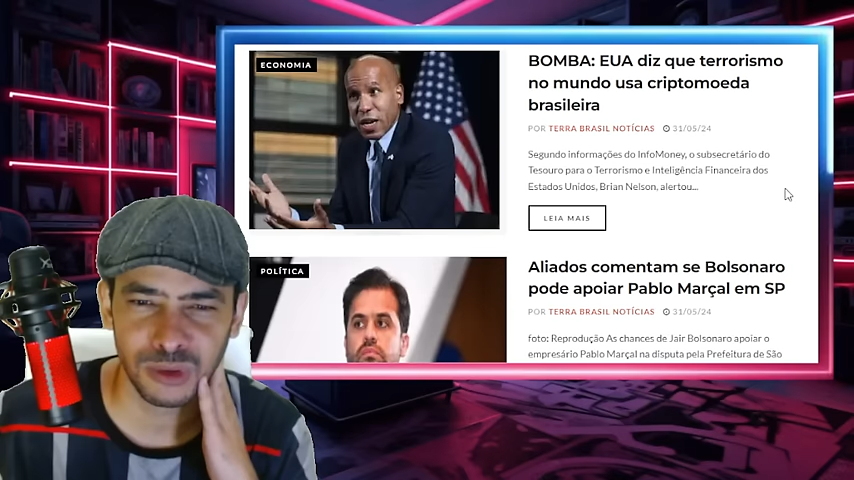 ECONOMIA
BOMBA: EUA diz que terrorismo
no mundo usa criptomoeda
brasileira
POR TERRA BRASIL NOTÍCIAS 31/05/24
Segundo informações do InfoMoney, o subsecretário do
Tesouro para o Terrorismo e Inteligência Financeira dos
Estados Unidos, Brian Nelson, alertou...
LEIA MAIS
POLÍTICA
Aliados comentam se Bolsonaro
pode apoiar Pablo Marçal em SP
POR TERRA BRASIL NOTÍCIAS 31/05/24
foto: Reprodução As chances de Jair Bolsonaro apoiar o
empresário Pablo Marçal na disputa pela Prefeitura de São